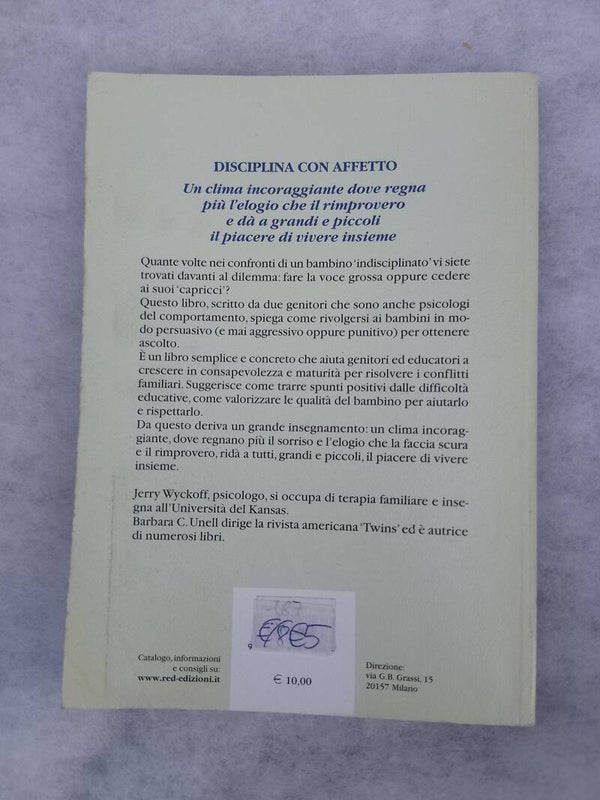 DISCIPLINA CON AFFETTO
Un clima incoraggiante dove regna
più l'elogio che il rimprovero
e dà a grandi e piccoli
il piacere di vivere insieme
Quante volte nei confronti di un bambino 'indisciplinato' vi siete
trovati davanti al dilemma: fare la voce grossa oppure cedere
ai suoi 'capricci'?
Questo libro, scritto da due genitori che sono anche psicologi
del comportamento, spiega come rivolgersi ai bambini in mo-
do persuasivo (e mai aggressivo oppure punitivo) per ottenere
ascolto.
È un libro semplice e concreto che aiuta genitori ed educatori a
crescere in consapevolezza e maturità per risolvere i conflitti
familiari. Suggerisce come trarre spunti positivi dalle difficoltà
educative, come valorizzare le qualità del bambino per aiutarlo
e rispettarlo.
Da questo deriva un grande insegnamento: un clima incorag-
giante, dove regnano più il sorriso e l'elogio che la faccia scura
e il rimprovero, ridà a tutti, grandi e piccoli, il piacere di vivere
insieme.
Jerry Wyckoff, psicologo, si occupa di terapia familiare e inse-
gna all'Università del Kansas.
Barbara C. Unell dirige la rivista americana 'Twins' ed è autrice
di numerosi libri.
€5
€ 10,00
Catalogo, informazioni
e consigli su:
www.red-edizioni.it
Direzione:
via G.B. Grassi, 15
20157 Milano